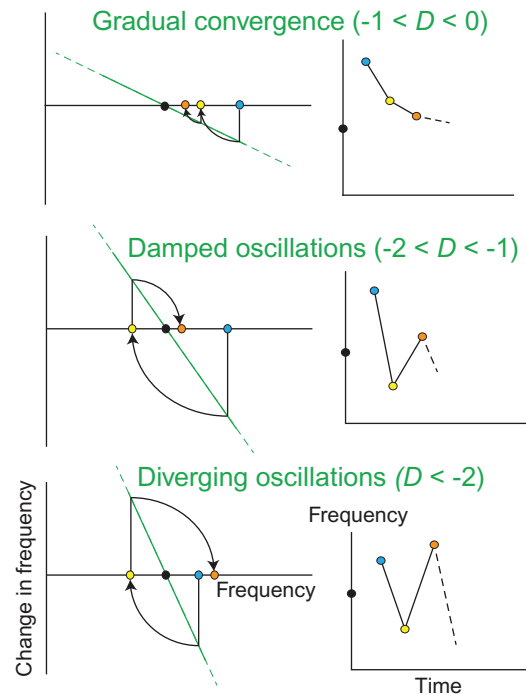 Gradual convergence (-1 < D < 0)
Damped oscillations (-2 < D < -1)
Diverging oscillations (D < -2)
Change in frequency
Frequency
Frequency
Time